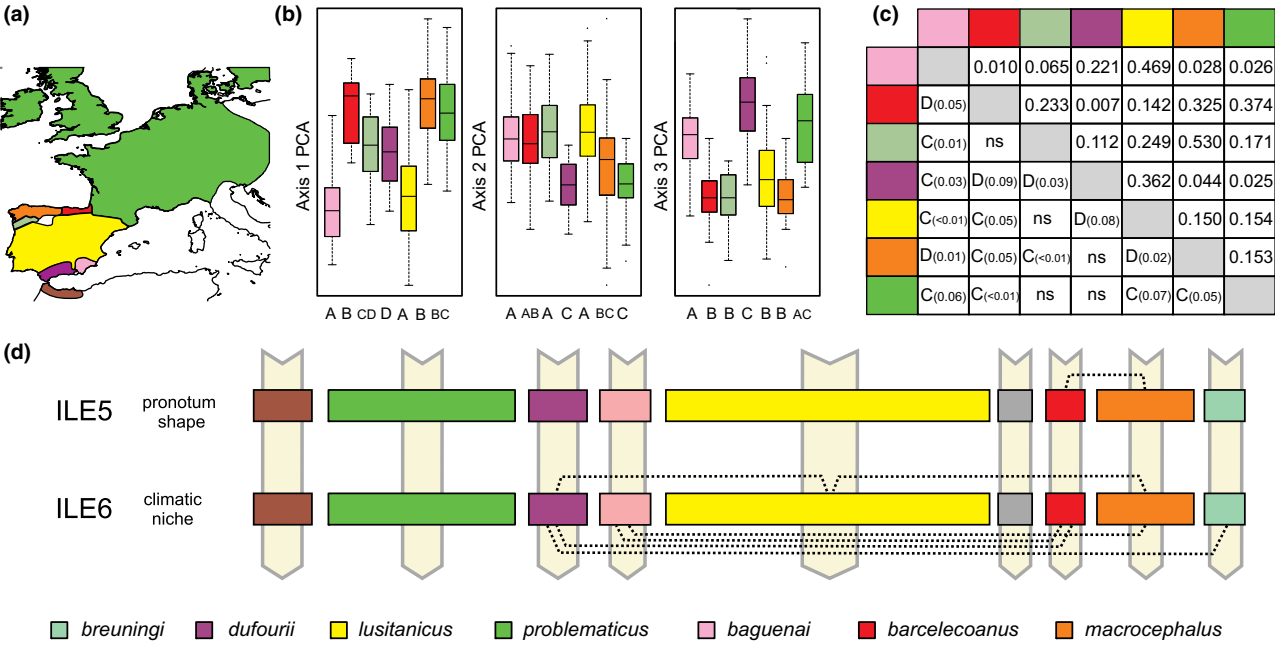 (a)
(b)
(c)
Axis 1 PCA
A B CD D A B BC
Axis 2 PCA
A AB A C A BC C
Axis 3 PCA
A B B C B B AC
0.010 0.065 0.221 0.469 0.028 0.026
D(0.05) 0.233 0.007 0.142 0.325 0.374
C(0.01) ns 0.112 0.249 0.530 0.171
C(0.03) D(0.09) D(0.03) 0.362 0.044 0.025
C(<0.01) C(0.05) ns D(0.08) 0.150 0.154
D(0.01) C(0.05) C(<0.01) ns D(0.02) 0.153
C(0.06) C(<0.01) ns ns C(0.07) C(0.05)
(d)
ILE5
pronotum
shape
ILE6
climatic
niche
breuningi dufourii lusitanicus problematicus baguenai barcelecoanus macrocephalus